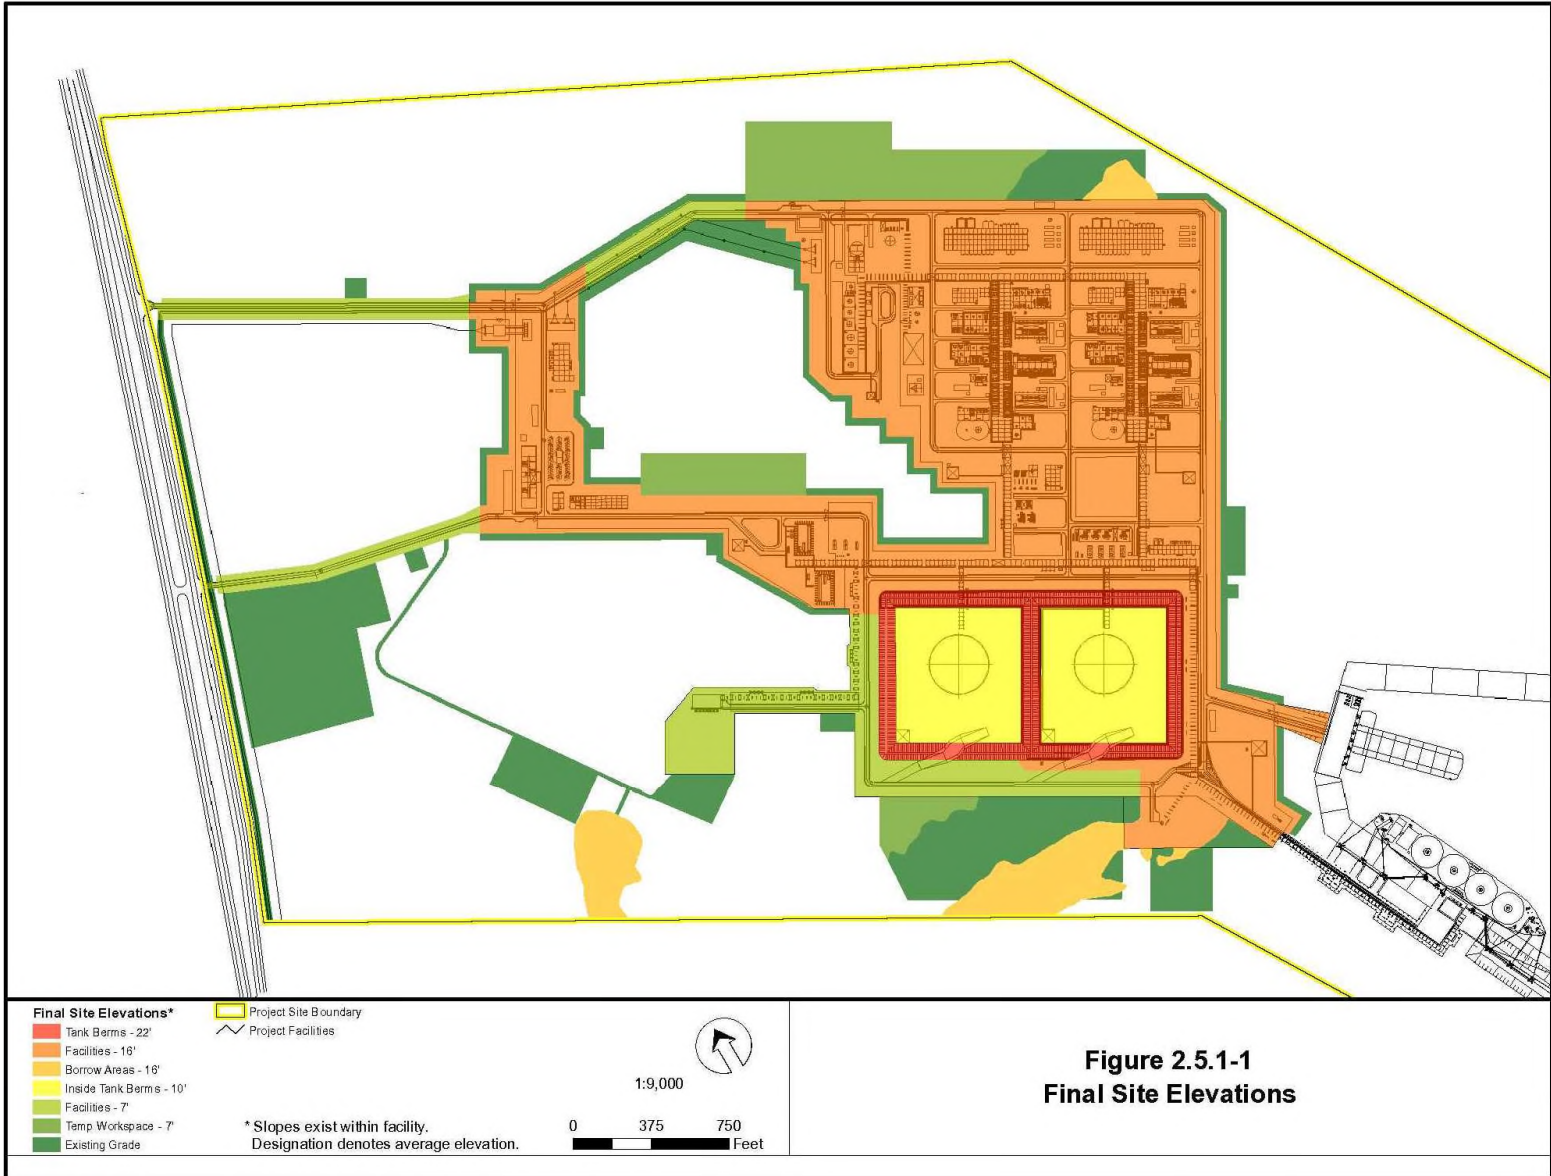 Final Site Elevations*
Tank Berms - 22'
Facilities - 16'
Borrow Areas - 16'
Inside Tank Berms - 10'
Facilities - 7'
Temp Workspace - 7'
Existing Grade
Project Site Boundary
Project Facilities
* Slopes exist within facility.
Designation denotes average elevation.
1:9,000
0 375 750
Feet
Figure 2.5.1-1
Final Site Elevations